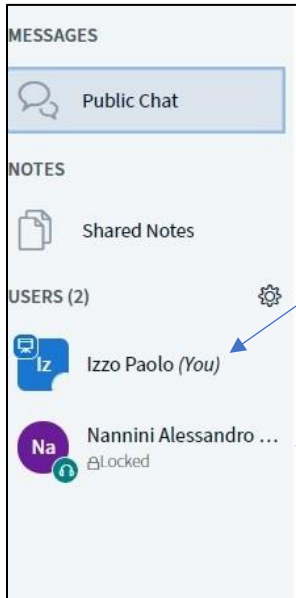 MESSAGES
Public Chat
NOTES
Shared Notes
USERS (2)
Iz
Izzo Paolo (You)
Na
Nannini Alessandro ...
Locked